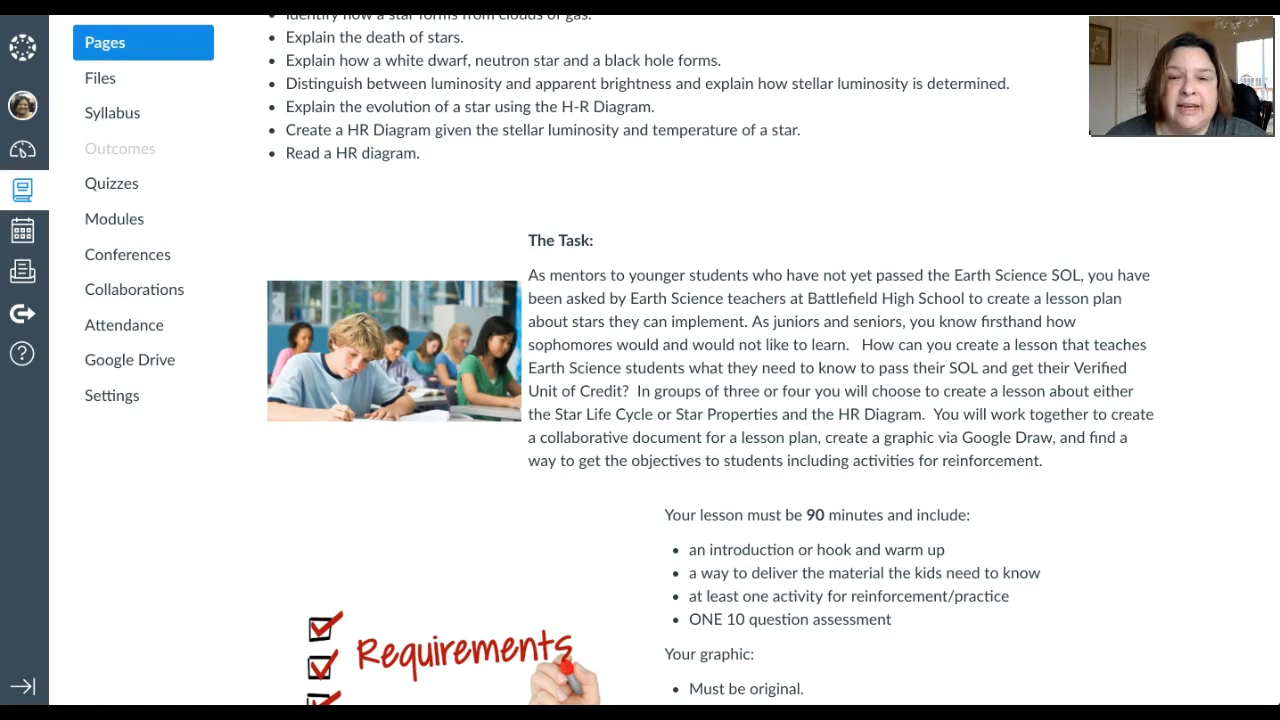 Pages
Files
Syllabus
Outcomes
Quizzes
Modules
Conferences
Collaborations
Attendance
Google Drive
Settings
Identify how a star forms from clouds of gas.
Explain the death of stars.
Explain how a white dwarf, neutron star and a black hole forms.
Distinguish between luminosity and apparent brightness and explain how stellar luminosity is determined.
Explain the evolution of a star using the H-R Diagram.
Create a HR Diagram given the stellar luminosity and temperature of a star.
Read a HR diagram.
The Task:
As mentors to younger students who have not yet passed the Earth Science SOL, you have
been asked by Earth Science teachers at Battlefield High School to create a lesson plan
about stars they can implement. As juniors and seniors, you know firsthand how
sophomores would and would not like to learn. How can you create a lesson that teaches
Earth Science students what they need to know to pass their SOL and get their Verified
Unit of Credit? In groups of three or four you will choose to create a lesson about either
the Star Life Cycle or Star Properties and the HR Diagram. You will work together to create
a collaborative document for a lesson plan, create a graphic via Google Draw, and find a
way to get the objectives to students including activities for reinforcement.
Your lesson must be 90 minutes and include:
an introduction or hook and warm up
a way to deliver the material the kids need to know
at least one activity for reinforcement/practice
ONE 10 question assessment
Your graphic:
Must be original.
Requirements